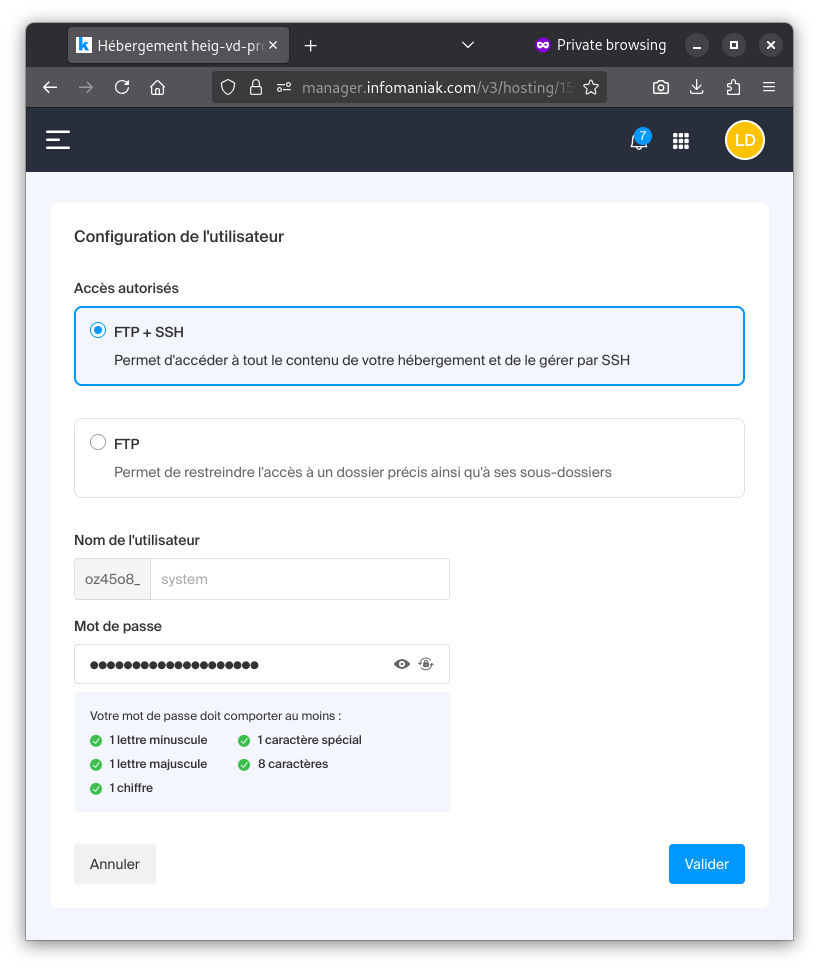 Hébergement heig-vd-pro
Private browsing
manager.infomaniak.com/v3/hosting/15
7
LD
Configuration de l'utilisateur
Accès autorisés
FTP + SSH
Permet d'accéder à tout le contenu de votre hébergement et de le gérer par SSH
FTP
Permet de restreindre l'accès à un dossier précis ainsi qu'à ses sous-dossiers
Nom de l'utilisateur
oz45o8_ system
Mot de passe
Votre mot de passe doit comporter au moins :
1 lettre minuscule 1 caractère spécial
1 lettre majuscule 8 caractères
1 chiffre
Annuler Valider